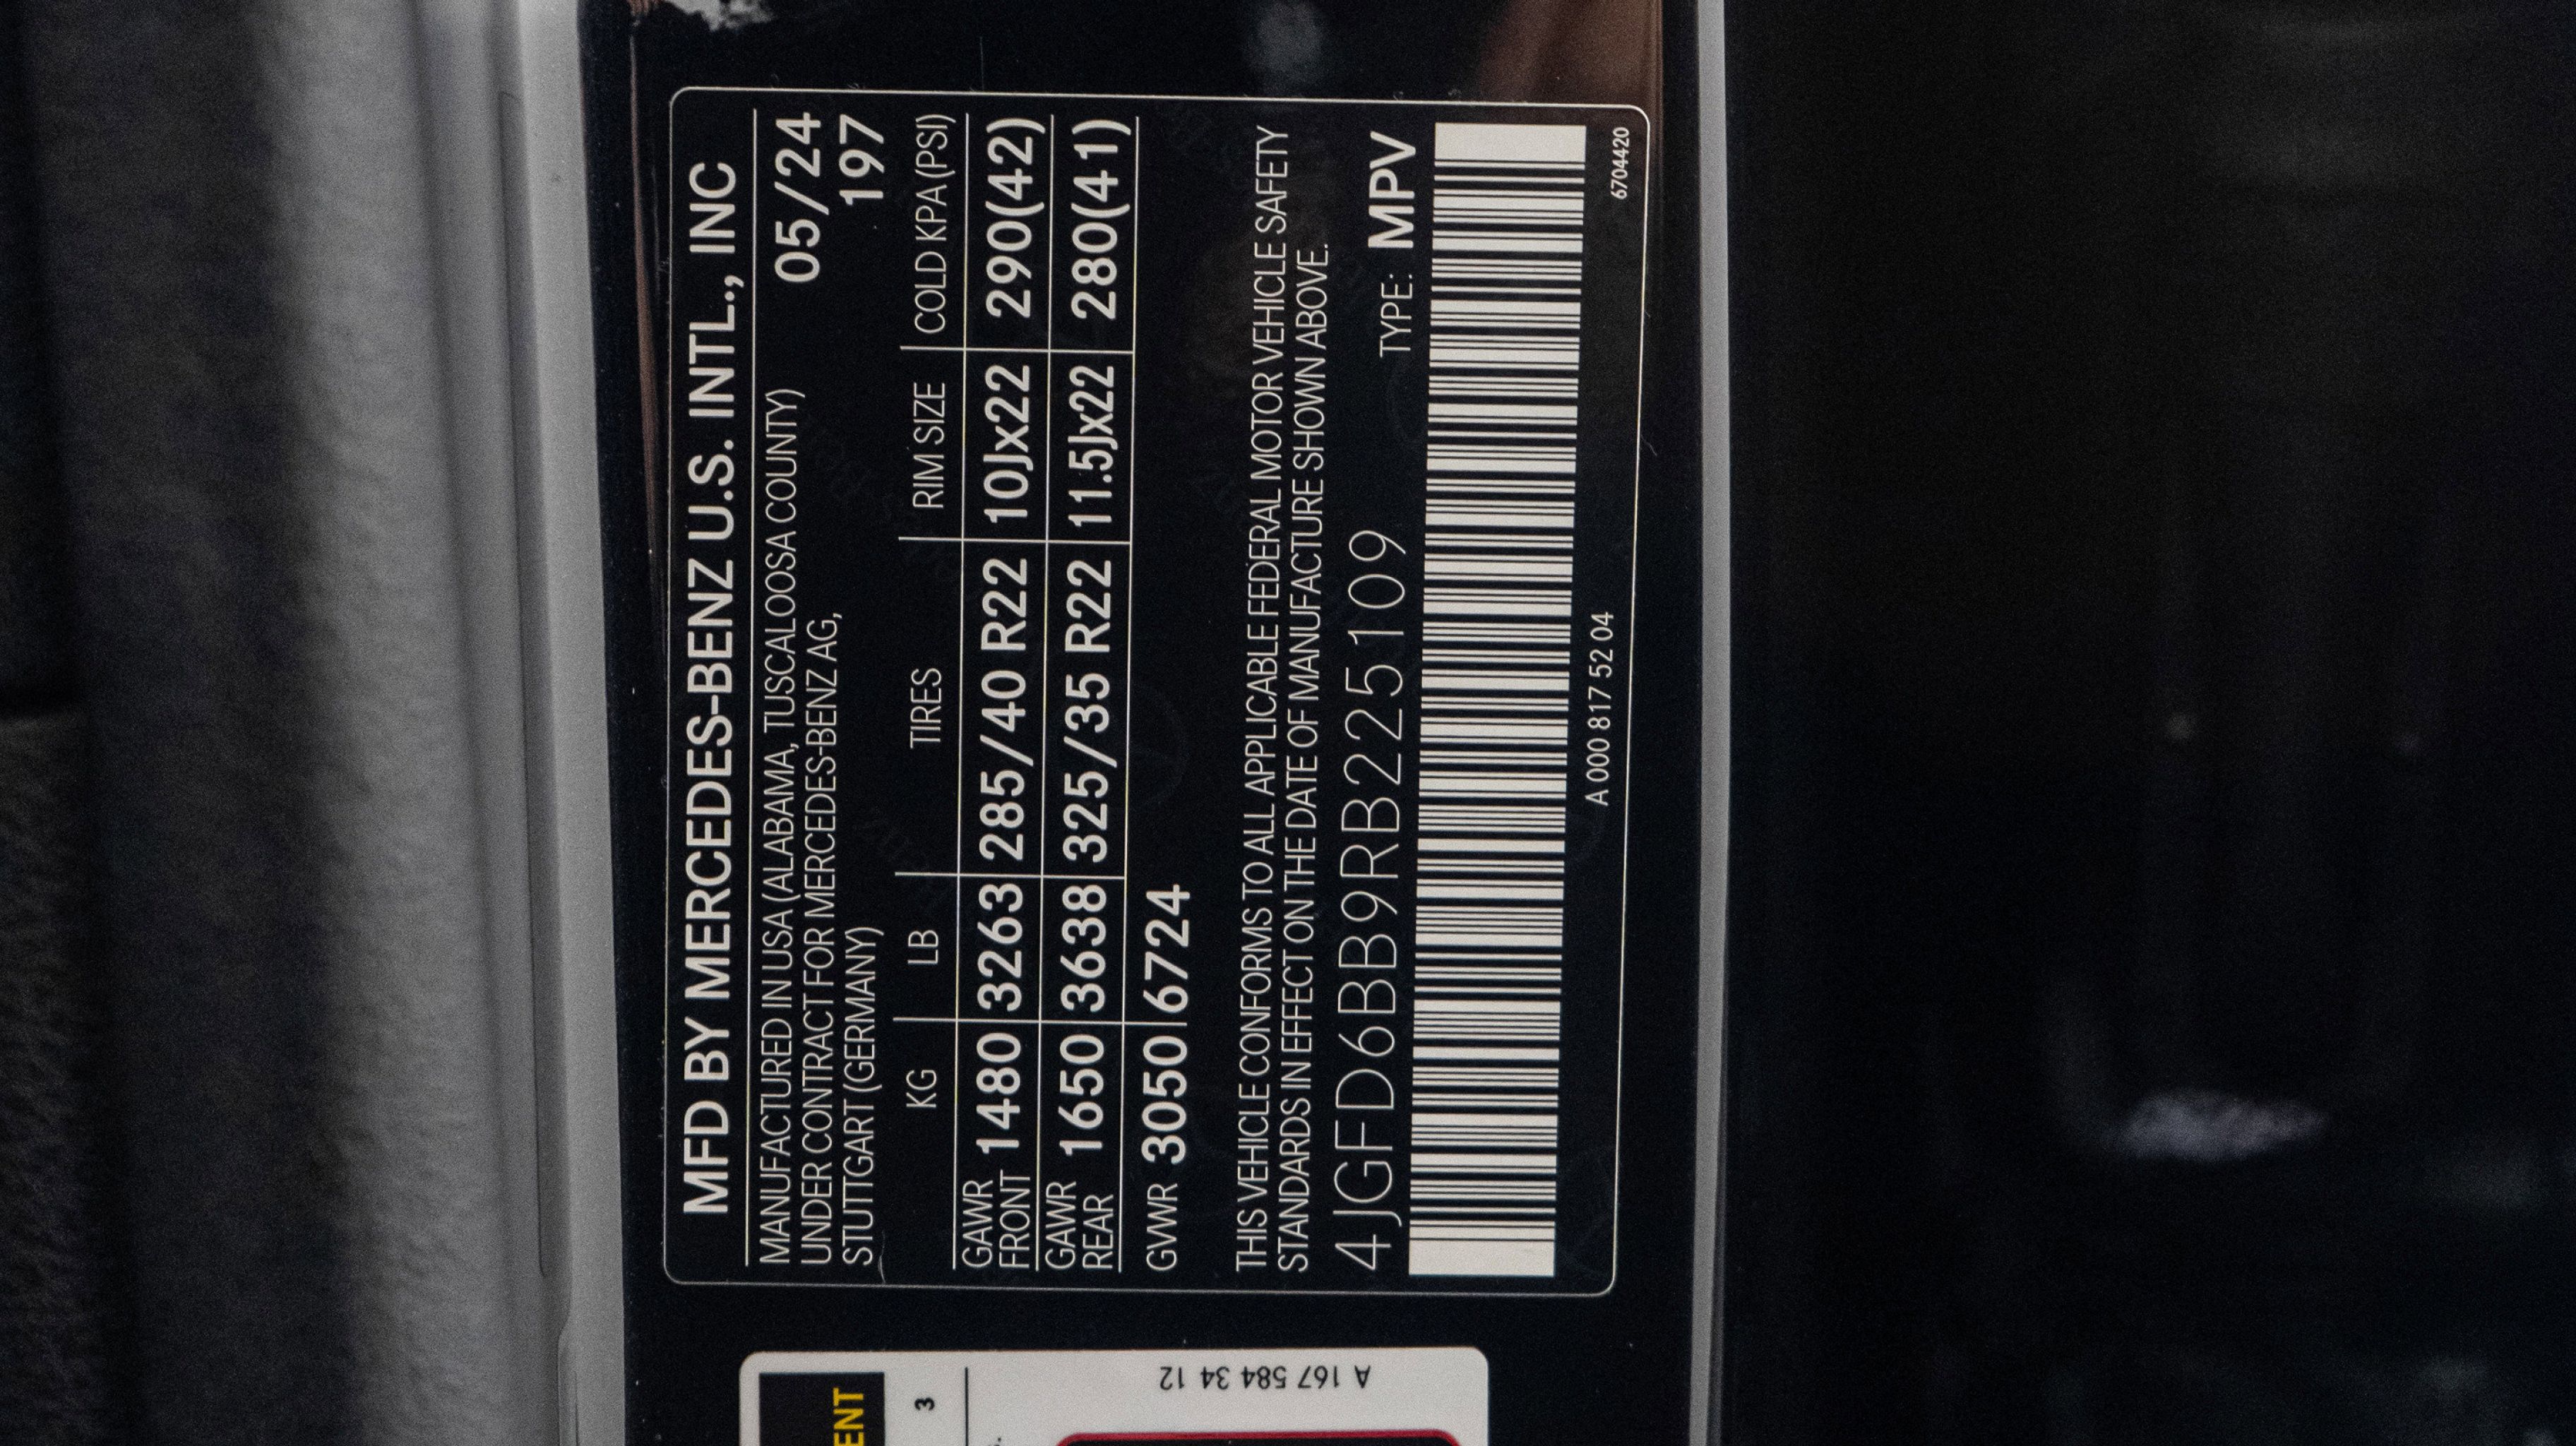 MFD BY MERCEDES-BENZ U.S. INTL., INC
MANUFACTURED IN USA (ALABAMA, TUSCALOOSA COUNTY) 05/24
UNDER CONTRACT FOR MERCEDES-BENZ AG, 197
STUTTGART (GERMANY)
KG LB TIRES RIM SIZE COLD KPA (PSI)
GAWR FRONT 1480 3263 285/40 R22 10Jx22 290(42)
GAWR REAR 1650 3638 325/35 R22 11.5Jx22 280(41)
GVWR 3050 6724
THIS VEHICLE CONFORMS TO ALL APPLICABLE FEDERAL MOTOR VEHICLE SAFETY
STANDARDS IN EFFECT ON THE DATE OF MANUFACTURE SHOWN ABOVE.
4JGFD6BB9RB225109 TYPE: MPV
A 000 817 52 04
6704420
A 167 584 34 12
3